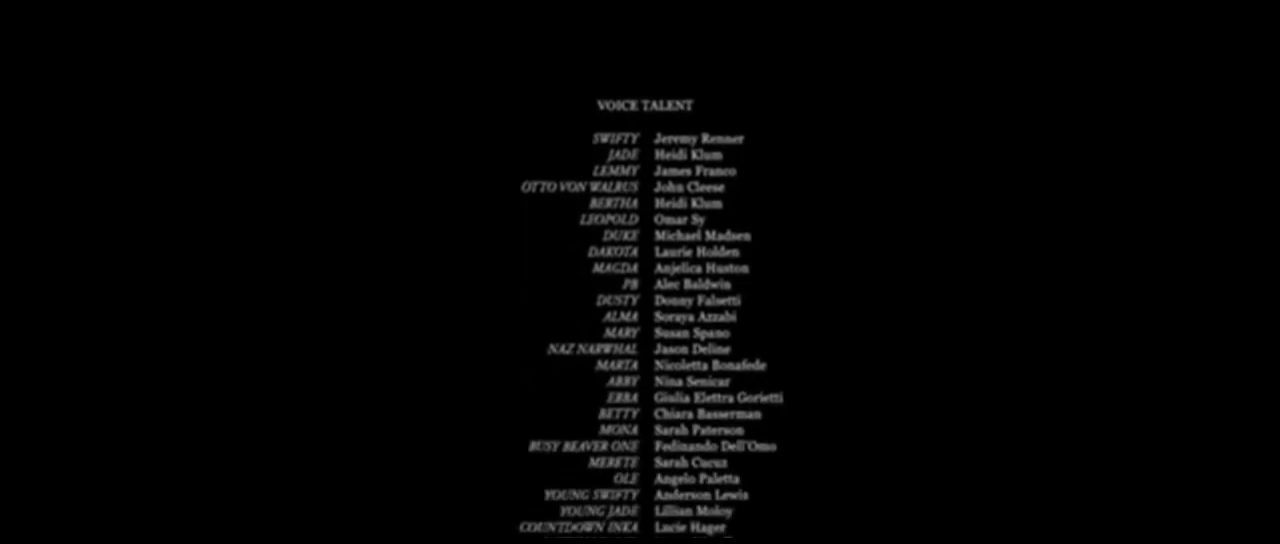 VOICE TALENT
SWIFTY Jeremy Renner
JADE Heidi Klum
LEMMY James Franco
OTTO VON WALRUS John Cleese
BERTHA Heidi Klum
LEOPOLD Omar Sy
DUKE Michael Madsen
DAKOTA Laurie Holden
MAGDA Anjelica Huston
PB Alec Baldwin
DUSTY Donny Falsetti
ALMA Soraya Azzabi
MARY Susan Spano
NAZ NARWHAL Jason Deline
MARTA Nicoletta Bonafede
ABBY Nina Senicar
EBBA Giulia Elettra Gorietti
BETTY Chiara Basserman
MONA Sarah Paterson
BUSY BEAVER ONE Fedinando Dell'Omo
MERETE Sarah Cucuz
OLE Angelo Paletta
YOUNG SWIFTY Anderson Lewis
YOUNG JADE Lillian Moloy
COUNTDOWN INKA Lucie Hager